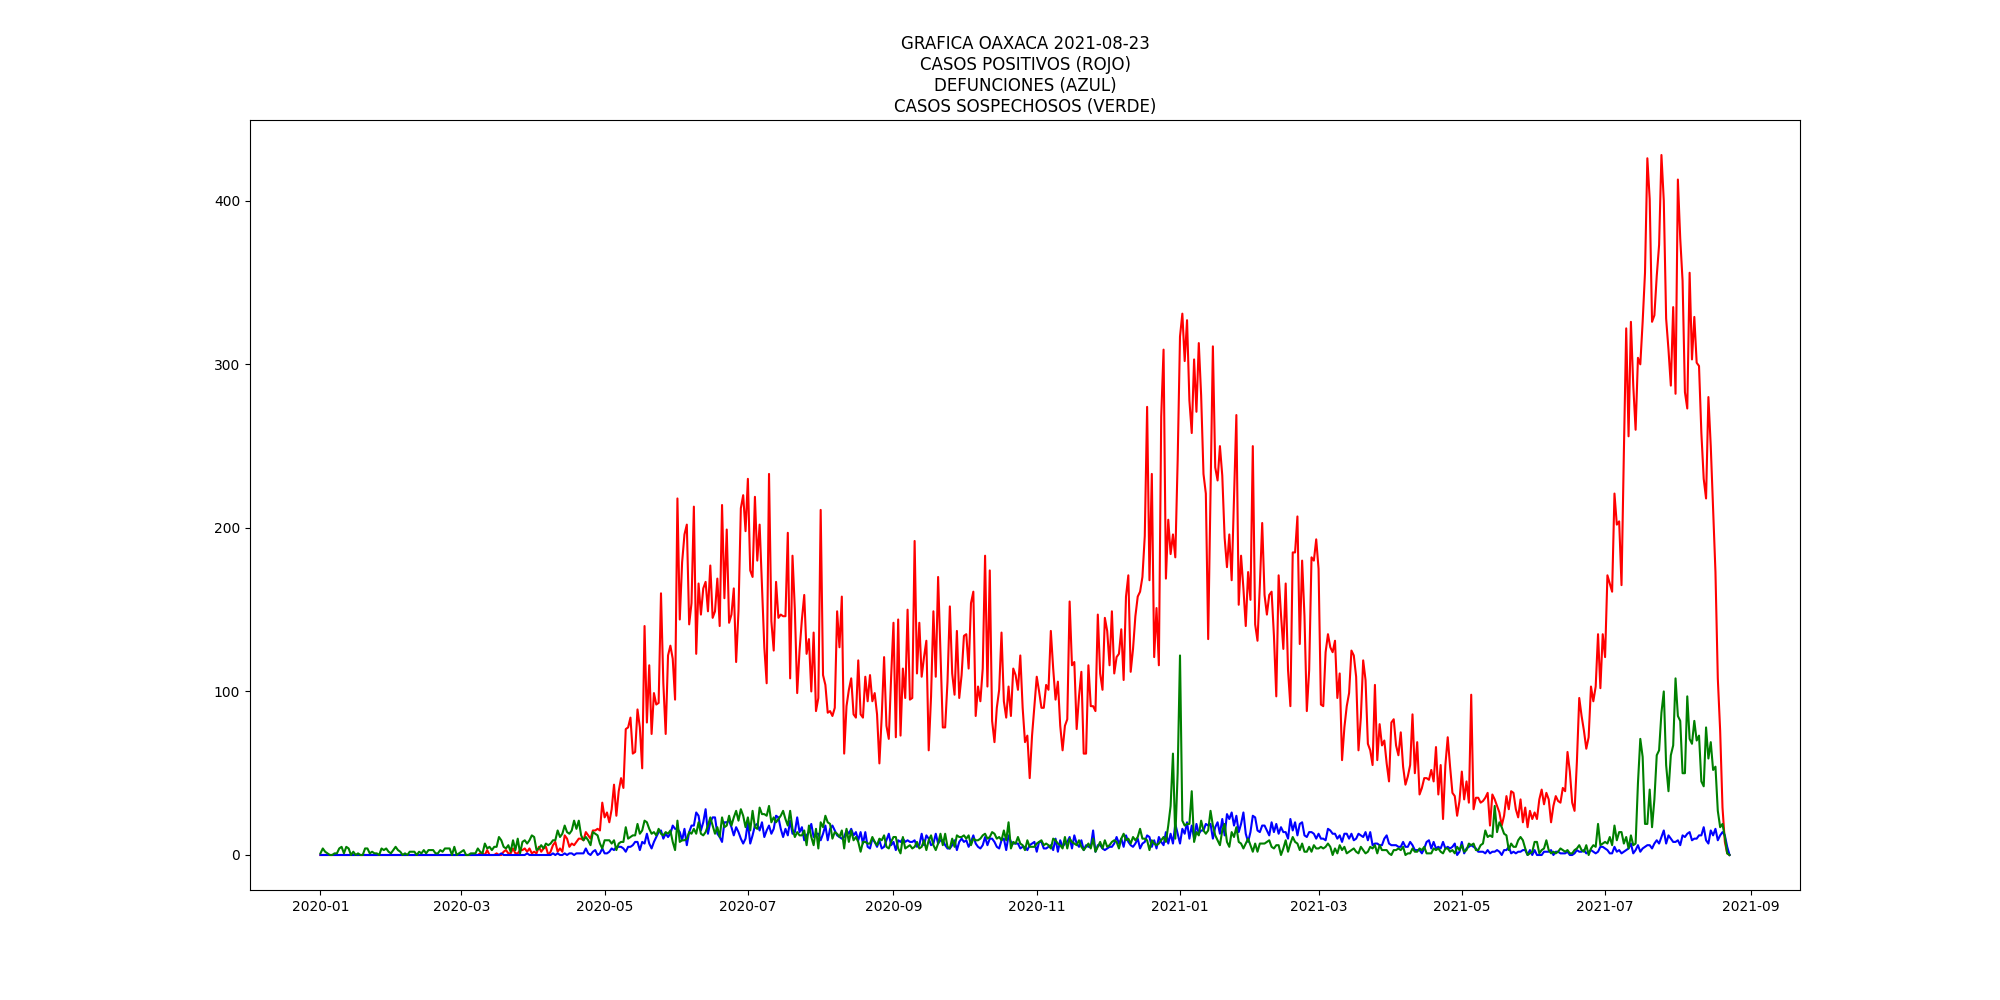 GRAFICA OAXACA 2021-08-23
CASOS POSITIVOS (ROJO)
DEFUNCIONES (AZUL)
CASOS SOSPECHOSOS (VERDE)
400
300
200
100
0
2020-01 2020-03 2020-05 2020-07 2020-09 2020-11 2021-01 2021-03 2021-05 2021-07 2021-09